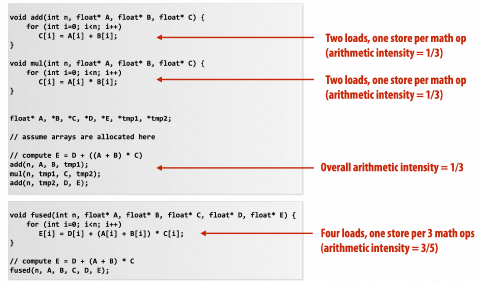 void add(int n, float* A, float* B, float* C) {
for (int i=0; i<n; i++)
C[i] = A[i] + B[i];
}
Two loads, one store per math op
(arithmetic intensity = 1/3)
void mul(int n, float* A, float* B, float* C) {
for (int i=0; i<n; i++)
C[i] = A[i] * B[i];
}
Two loads, one store per math op
(arithmetic intensity = 1/3)
float* A, *B, *C, *D, *E, *tmp1, *tmp2;
// assume arrays are allocated here
// compute E = D + ((A + B) * C)
add(n, A, B, tmp1);
mul(n, tmp1, C, tmp2);
add(n, tmp2, D, E);
Overall arithmetic intensity = 1/3
void fused(int n, float* A, float* B, float* C, float* D, float* E) {
for (int i=0; i<n; i++)
E[i] = D[i] + (A[i] + B[i]) * C[i];
}
Four loads, one store per 3 math ops
(arithmetic intensity = 3/5)
// compute E = D + (A + B) * C
fused(n, A, B, C, D, E);